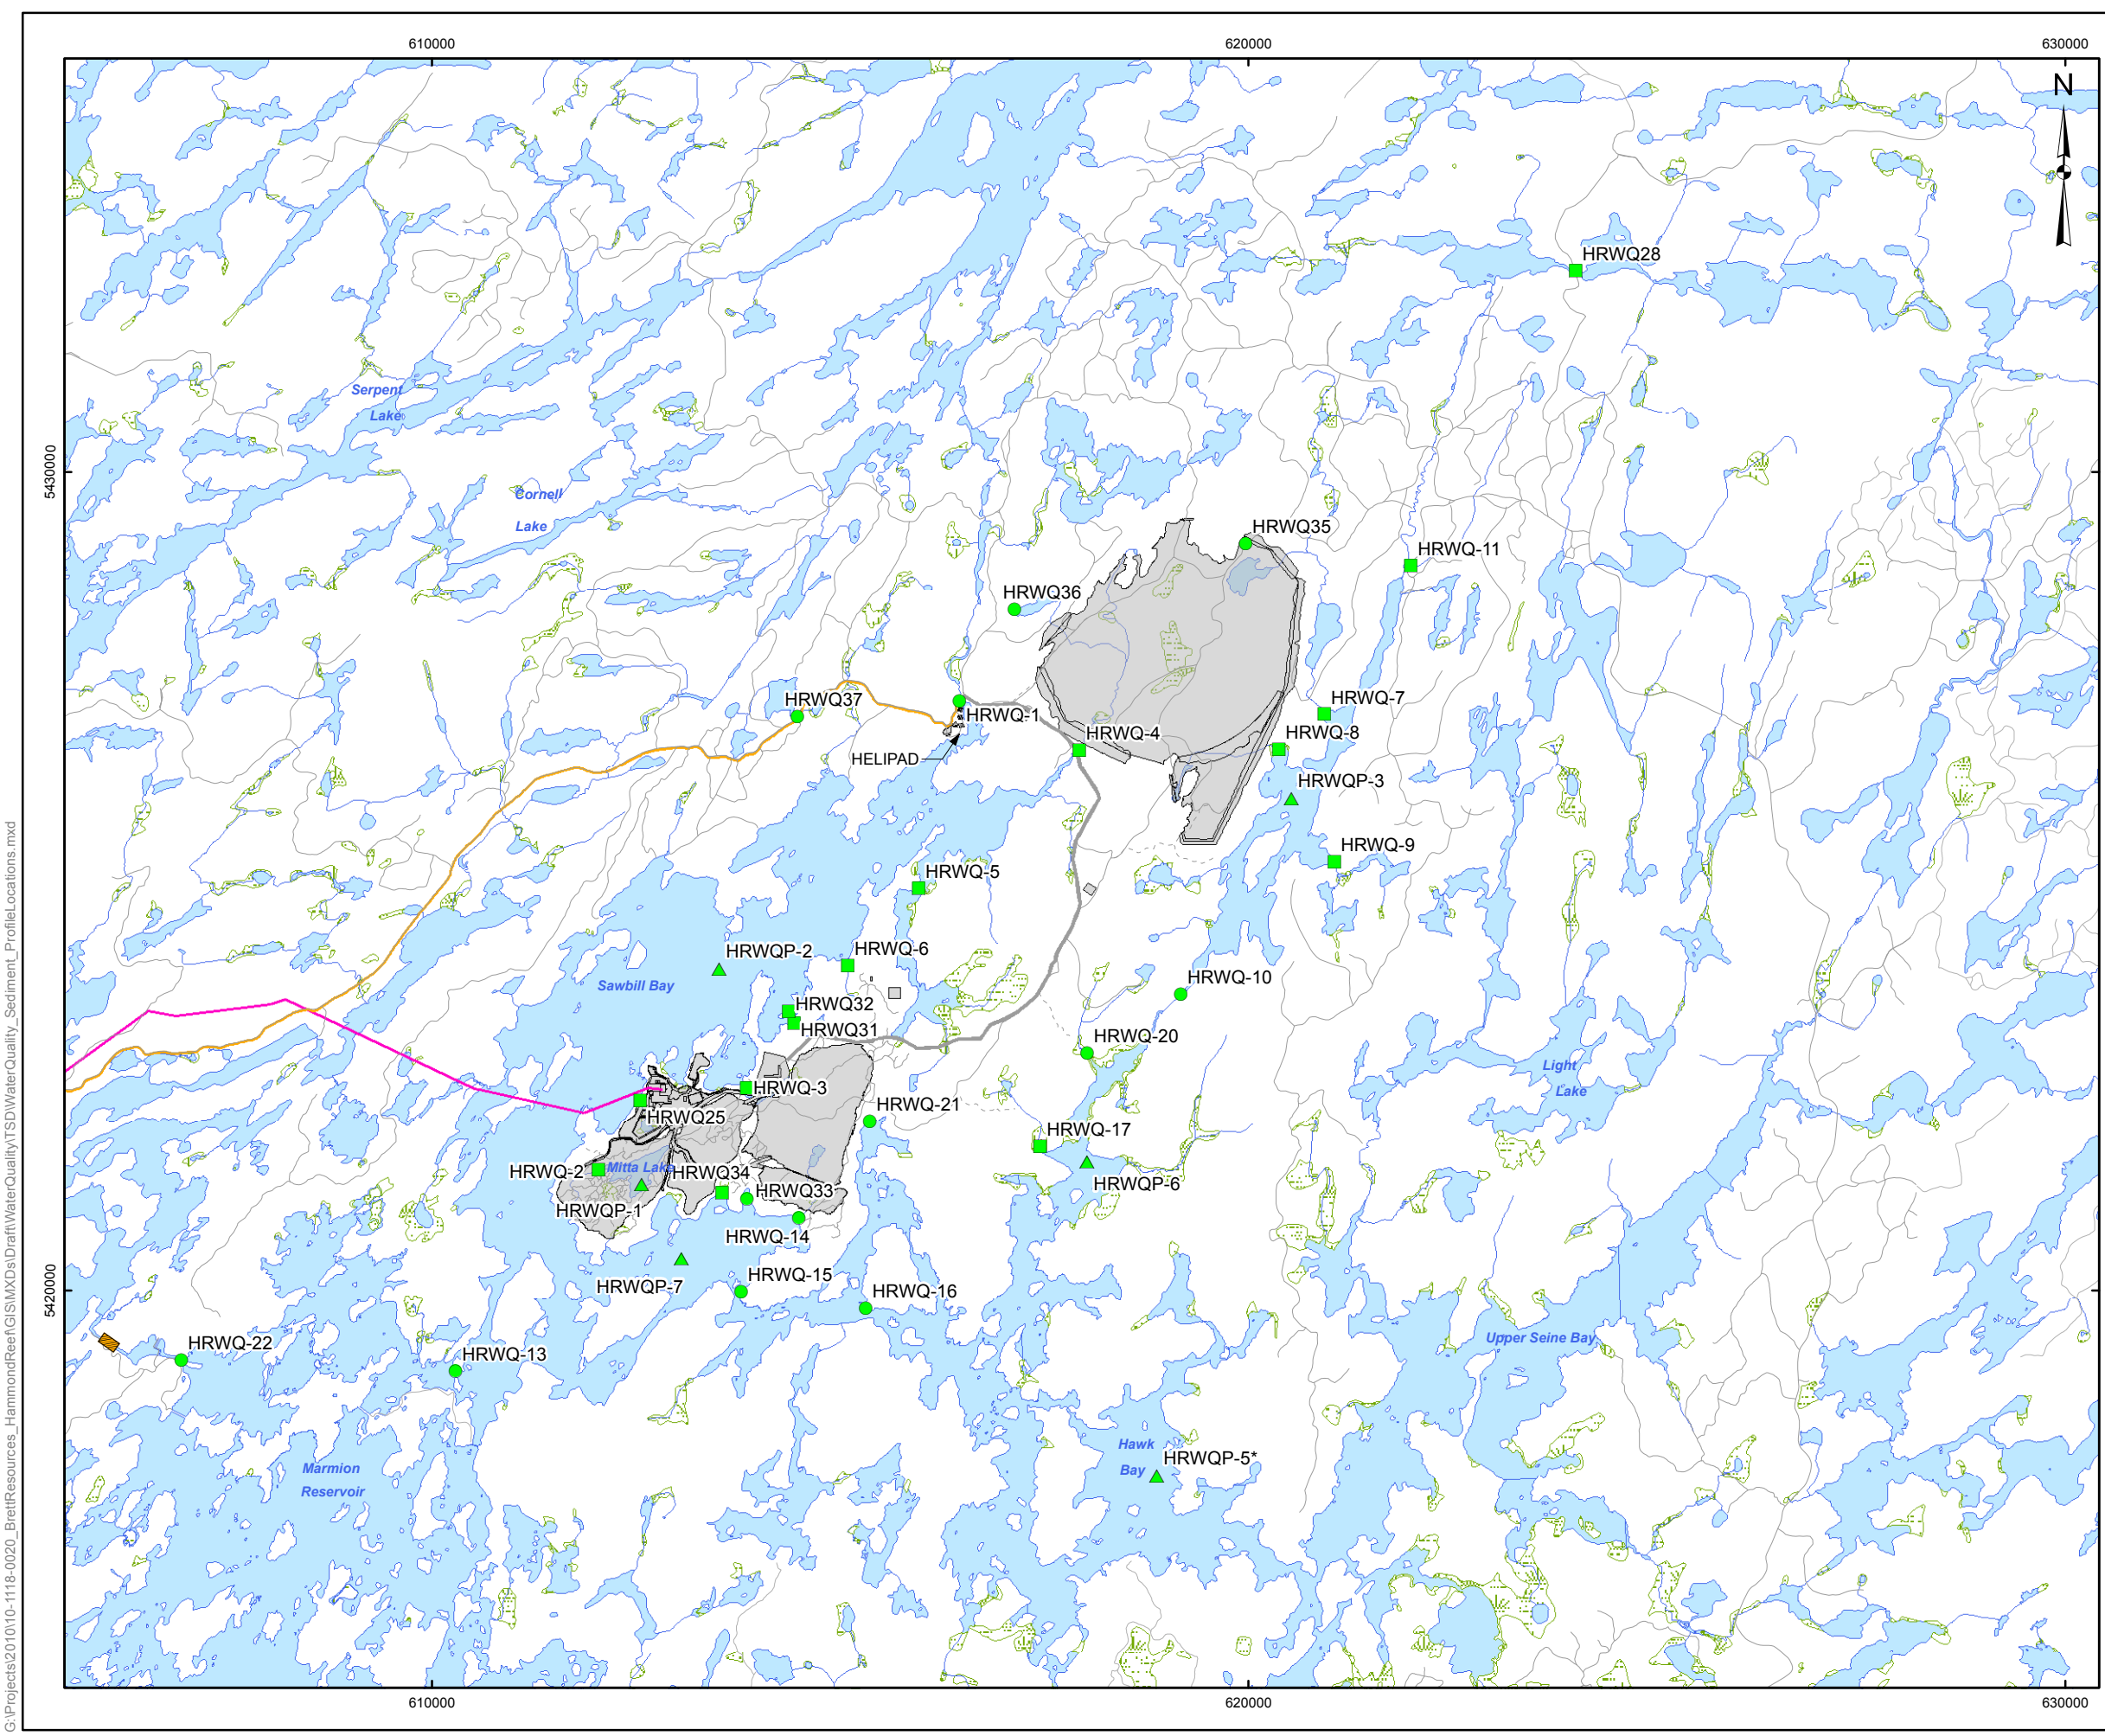 610000
620000
630000
N
HRWQ28
Serpent
Lake
5430000
Cornell
Lake
HRWQ35
HRWQ-11
HRWQ36
HRWQ37
HRWQ-1
HRWQ-7
HRWQ-4
HRWQ-8
HELIPAD
HRWQP-3
HRWQ-9
HRWQ-5
HRWQP-2
HRWQ-6
Sawbill Bay
HRWQ-10
HRWQ32
HRWQ31
HRWQ-20
Light
Lake
HRWQ-3
HRWQ25
HRWQ-21
HRWQ-17
HRWQ-2
Mitta Lake
HRWQ34
HRWQP-6
HRWQ33
HRWQP-1
HRWQ-14
5420000
HRWQP-7
HRWQ-15
HRWQ-16
Upper Seine Bay
HRWQ-22
HRWQ-13
Hawk
Bay
HRWQP-5*
Marmion
Reservoir
610000
620000
630000
G:\Projects\2010\10-1118-0020_BrettResources_HammondReef\GIS\MXDs\Draft\WaterQuality\TSD\WaterQuality_Sediment_ProfileLocations.mxd